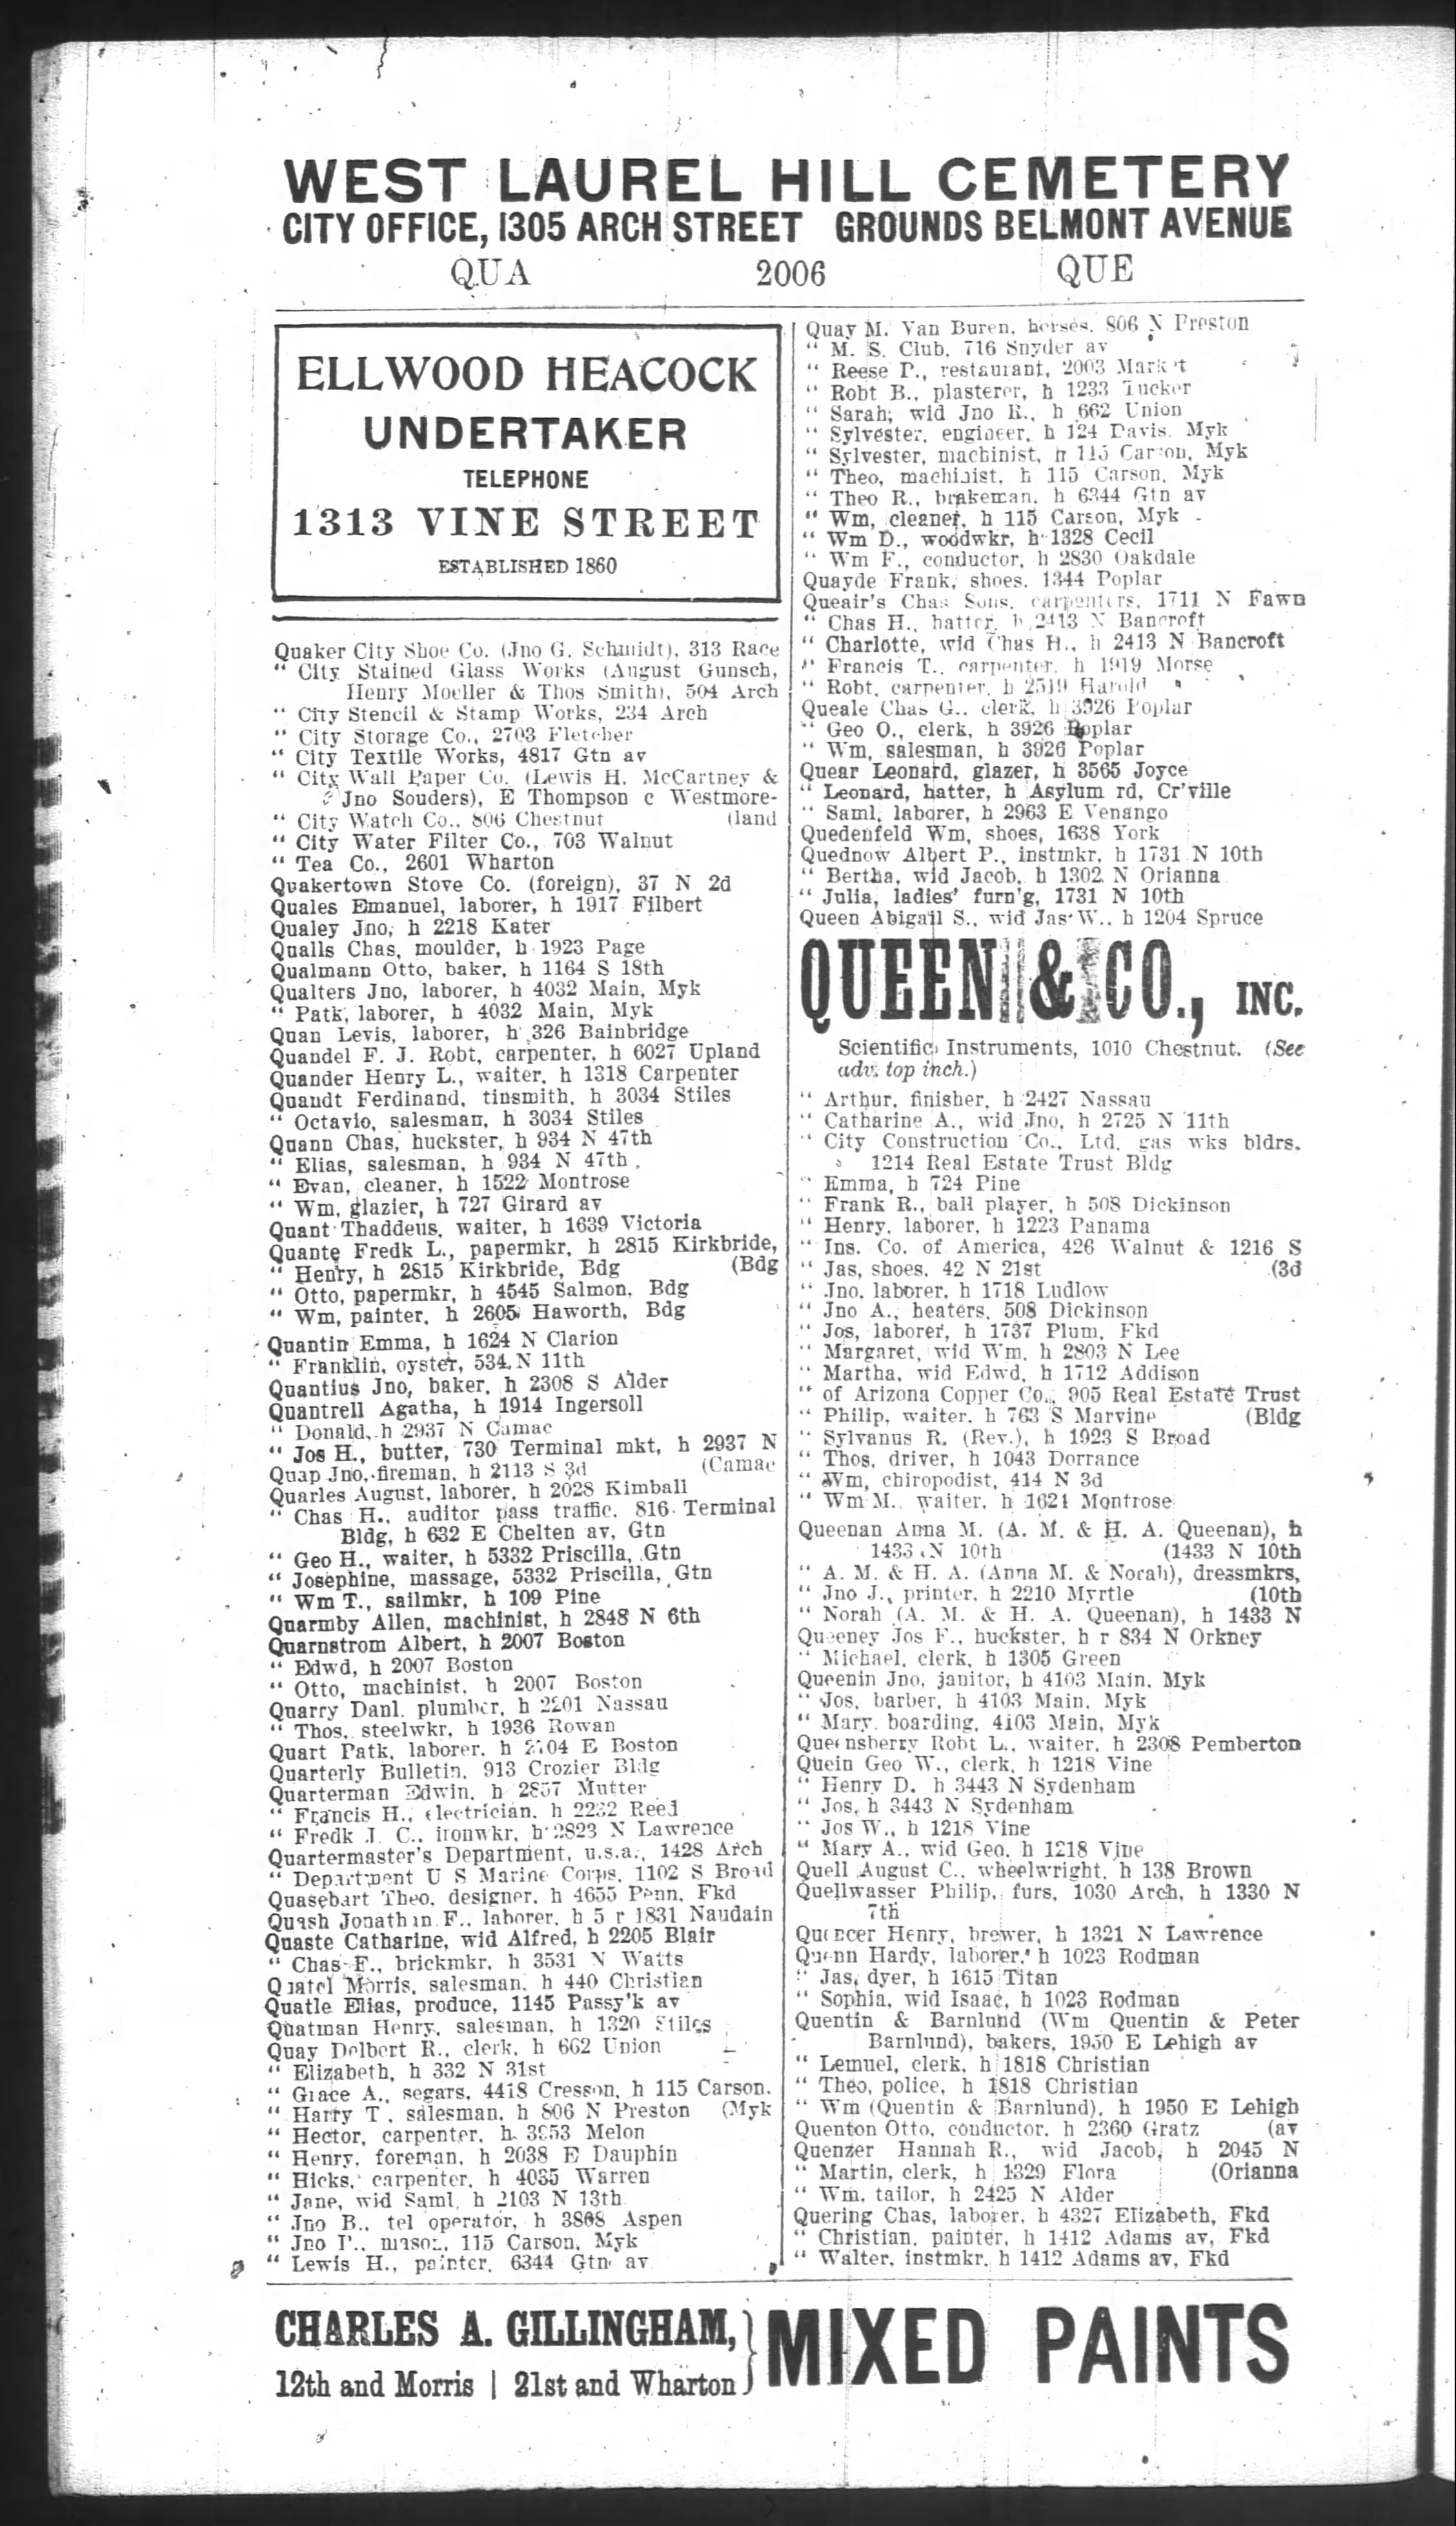 WEST LAUREL HILL CEMETERY
CITY OFFICE, 1305 ARCH STREET GROUNDS BELMONT AVENUE
QUA 2006 QUE
ELLWOOD HEACOCK
UNDERTAKER
TELEPHONE
1313 VINE STREET
ESTABLISHED 1860
Quaker City Shoe Co. (Jno G. Schmidt), 313 Race
" City Stained Glass Works (August Gunsch,
Henry Moeller & Thos Smith), 504 Arch
" City Stencil & Stamp Works, 234 Arch
" City Storage Co., 2703 Fletcher
" City Textile Works, 4817 Gtn av
" City Wall Paper Co. (Lewis H. McCartney &
Jno Souders), E Thompson c Westmore-
" City Watch Co., 806 Chestnut (land
" City Water Filter Co., 703 Walnut
" Tea Co., 2601 Wharton
Quakertown Stove Co. (foreign), 37 N 2d
Quales Emanuel, laborer, h 1917 Filbert
Qualey Jno, h 2218 Kater
Qualls Chas, moulder, h 1923 Page
Qualmann Otto, baker, h 1164 S 18th
Qualters Jno, laborer, h 4032 Main, Myk
" Patk, laborer, h 4032 Main, Myk
Quan Levis, laborer, h 326 Bainbridge
Quandel F. J. Robt, carpenter, h 6027 Upland
Quander Henry L., waiter, h 1318 Carpenter
Quandt Ferdinand, tinsmith, h 3034 Stiles
" Octavio, salesman, h 3034 Stiles
Quann Chas, huckster, h 934 N 47th
" Elias, salesman, h 934 N 47th
" Evan, cleaner, h 1522 Montrose
" Wm, glazier, h 727 Girard av
Quant Thaddeus, waiter, h 1639 Victoria
Quante Fredk L., papermkr, h 2815 Kirkbride,
" Henry, h 2815 Kirkbride, Bdg (Bdg
" Otto, papermkr, h 4545 Salmon, Bdg
" Wm, painter, h 2605 Haworth, Bdg
Quantin Emma, h 1624 N Clarion
" Franklin, oyster, 534 N 11th
Quantius Jno, baker, h 2308 S Alder
Quantrell Agatha, h 1914 Ingersoll
" Donald, h 2937 N Camac
" Jos H., butter, 730 Terminal mkt, h 2937 N
Quap Jno, fireman, h 2113 S 3d (Camac
Quarles August, laborer, h 2028 Kimball
" Chas H., auditor pass traffic, 816 Terminal
Bldg, h 632 E Chelten av, Gtn
" Geo H., waiter, h 5332 Priscilla, Gtn
" Josephine, massage, 5332 Priscilla, Gtn
" Wm T., sailmkr, h 109 Pine
Quarmby Allen, machinist, h 2848 N 6th
Quarnstrom Albert, h 2007 Boston
" Edwd, h 2007 Boston
" Otto, machinist, h 2007 Boston
Quarry Danl, plumber, h 2201 Nassau
" Thos, steelwkr, h 1936 Rowan
Quart Patk, laborer, h E Boston
Quarterly Bulletin, 913 Crozier Bldg
Quarterman Edwin, h 2857 Mutter
" Francis H., electrician, h 2232 Reed
" Fredk J. C., ironwkr, h 2823 N Lawrence
Quartermaster's Department, u.s.a., 1428 Arch
" Department U S Marine Corps, 1102 S Broad
Quasebart Theo, designer, h 4655 Penn, Fkd
Quash Jonathan F., laborer, h 5 r 1831 Naudain
Quaste Catharine, wid Alfred, h 2205 Blair
" Chas F., brickmkr, h 3531 N Watts
Quatel Morris, salesman, h 440 Christian
Quatle Elias, produce, 1145 Passy'k av
Quatman Henry, salesman, h 1320 Stiles
Quay Delbert R., clerk, h 662 Union
" Elizabeth, h 332 N 31st
" Grace A., segars, 4418 Cresson, h 115 Carson,
" Harry T., salesman, h 806 N Preston (Myk
" Hector, carpenter, h 3953 Melon
" Henry, foreman, h 2038 E Dauphin
" Hicks, carpenter, h 4035 Warren
" Jane, wid Saml, h 2103 N 13th
" Jno B., tel operator, h 3808 Aspen
" Jno P., mason, 115 Carson, Myk
" Lewis H., painter, 6344 Gtn av
Quay M. Van Buren, horses, 806 N Preston
" M. S. Club, 716 Snyder av
" Reese P., restaurant, 2003 Market
" Robt B., plasterer, h 1233 Tucker
" Sarah, wid Jno R., h 662 Union
" Sylvester, engineer, h 124 Davis, Myk
" Sylvester, machinist, h 115 Carson, Myk
" Theo, machinist, h 115 Carson, Myk
" Theo R., brakeman, h 6344 Gtn av
" Wm, cleaner, h 115 Carson, Myk
" Wm D., woodwkr, h 1328 Cecil
" Wm F., conductor, h 2830 Oakdale
Quayde Frank, shoes, 1344 Poplar
Queair's Chas Sons, carpenters, 1711 N Fawn
" Chas H., hatter, h 2413 N Bancroft
" Charlotte, wid Chas H., h 2413 N Bancroft
" Francis T., carpenter, h 1919 Morse
" Robt, carpenter, h 2519 Harold
Queale Chas G., clerk, h 3926 Poplar
" Geo O., clerk, h 3926 Poplar
" Wm, salesman, h 3926 Poplar
Quear Leonard, glazer, h 3565 Joyce
" Leonard, hatter, h Asylum rd, Cr'ville
" Saml, laborer, h 2963 E Venango
Quedenfeld Wm, shoes, 1638 York
Quednow Albert P., instmkr, h 1731 N 10th
" Bertha, wid Jacob, h 1302 N Orianna
" Julia, ladies' furn'g, 1731 N 10th
Queen Abigail S., wid Jas W., h 1204 Spruce
QUEEN & CO., INC.
Scientific Instruments, 1010 Chestnut. (See
adv. top inch.)
" Arthur, finisher, h 2427 Nassau
" Catharine A., wid Jno, h 2725 N 11th
" City Construction Co., Ltd, gas wks bldrs,
1214 Real Estate Trust Bldg
" Emma, h 724 Pine
" Frank R., ball player, h 508 Dickinson
" Henry, laborer, h 1223 Panama
" Ins. Co. of America, 426 Walnut & 1216 S
" Jas, shoes, 42 N 21st (3d
" Jno, laborer, h 1718 Ludlow
" Jno A., heaters, 508 Dickinson
" Jos, laborer, h 1737 Plum, Fkd
" Margaret, wid Wm, h 2803 N Lee
" Martha, wid Edwd, h 1712 Addison
" of Arizona Copper Co., 905 Real Estate Trust
" Philip, waiter, h 763 S Marvine (Bldg
" Sylvanus R. (Rev.), h 1923 S Broad
" Thos, driver, h 1043 Dorrance
" Wm, chiropodist, 414 N 3d
" Wm M., waiter, h 1621 Montrose
Queenan Anna M. (A. M. & H. A. Queenan), h
1433 N 10th (1433 N 10th
" A. M. & H. A. (Anna M. & Norah), dressmkrs,
" Jno J., printer, h 2210 Myrtle (10th
" Norah (A. M. & H. A. Queenan), h 1433 N
Queeney Jos F., huckster, h r 834 N Orkney
" Michael, clerk, h 1305 Green
Queenin Jno, janitor, h 4103 Main, Myk
" Jos, barber, h 4103 Main, Myk
" Mary, boarding, 4103 Main, Myk
Queensberry Robt L., waiter, h 2308 Pemberton
Quein Geo W., clerk, h 1218 Vine
" Henry D. h 3443 N Sydenham
" Jos, h 3443 N Sydenham
" Jos W., h 1218 Vine
" Mary A., wid Geo, h 1218 Vine
Quell August C., wheelwright, h 138 Brown
Quellwasser Philip, furs, 1030 Arch, h 1330 N
7th
Quencer Henry, brewer, h 1321 N Lawrence
Quenn Hardy, laborer, h 1023 Rodman
" Jas, dyer, h 1615 Titan
" Sophia, wid Isaac, h 1023 Rodman
Quentin & Barnlund (Wm Quentin & Peter
Barnlund), bakers, 1950 E Lehigh av
" Lemuel, clerk, h 1818 Christian
" Theo, police, h 1818 Christian
" Wm (Quentin & Barnlund), h 1950 E Lehigh
Quenton Otto, conductor, h 2360 Gratz (av
Quenzer Hannah R., wid Jacob, h 2045 N
" Martin, clerk, h 1329 Flora (Orianna
" Wm, tailor, h 2425 N Alder
Quering Chas, laborer, h 4327 Elizabeth, Fkd
" Christian, painter, h 1412 Adams av, Fkd
" Walter, instmkr, h 1412 Adams av, Fkd
CHARLES A. GILLINGHAM, } MIXED PAINTS
12th and Morris | 21st and Wharton